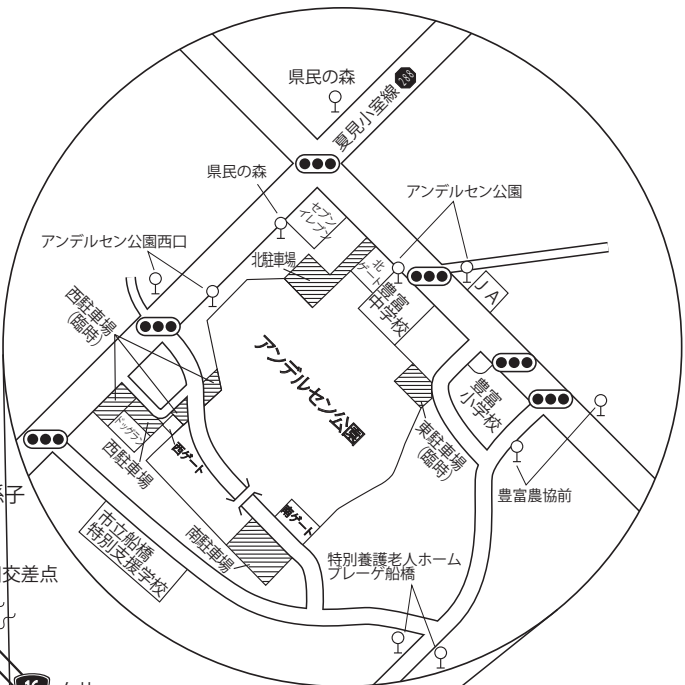 県民の森
夏見小室線
288
県民の森
アンデルセン公園
セブン
イレブン
アンデルセン公園西口
北駐車場
北
ゲート
豊富
中学校
JA
西駐車場
(臨時)
アンデルセン公園
豊富
小学校
ドッグラン
西ゲート
西駐車場
東駐車場
(臨時)
豊富農協前
南ゲート
南駐車場
市立船橋
特別支援学校
特別養護老人ホーム
プレーゲ船橋
交差点
16